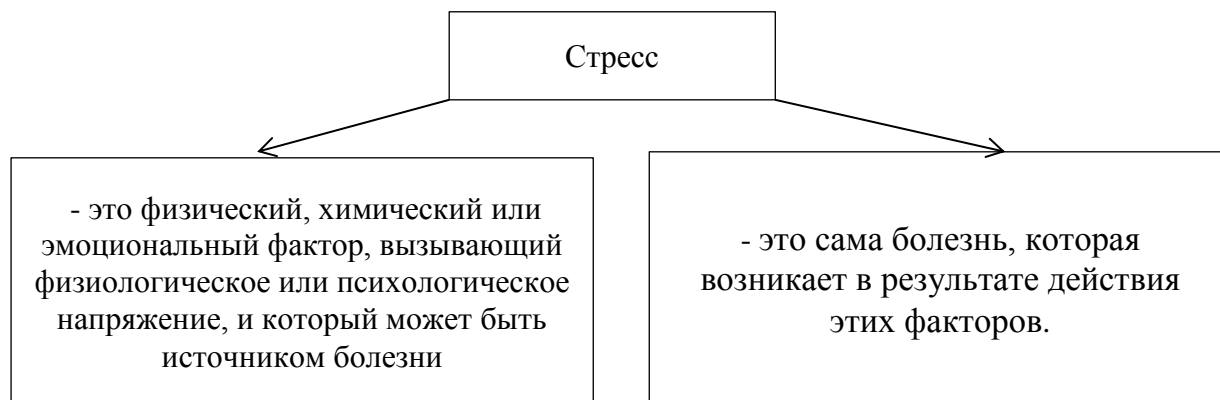 Стресс
- это физический, химический или
эмоциональный фактор, вызывающий
физиологическое или психологическое
напряжение, и который может быть
источником болезни
- это сама болезнь, которая
возникает в результате действия
этих факторов.